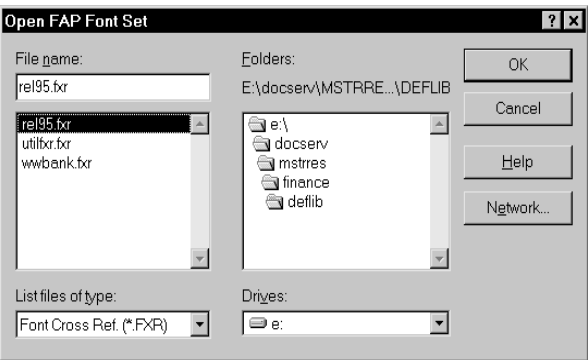 Open FAP Font Set
File name:
rel95.fxr
rel95.fxr
utilfxr.fxr
wwbank.fxr
List files of type:
Font Cross Ref. (*.FXR)
Folders:
E:\docserv\MSTRRE...\DEFLIB
e:\
docserv
mstrres
finance
deflib
Drives:
e:
OK
Cancel
Help
Network...